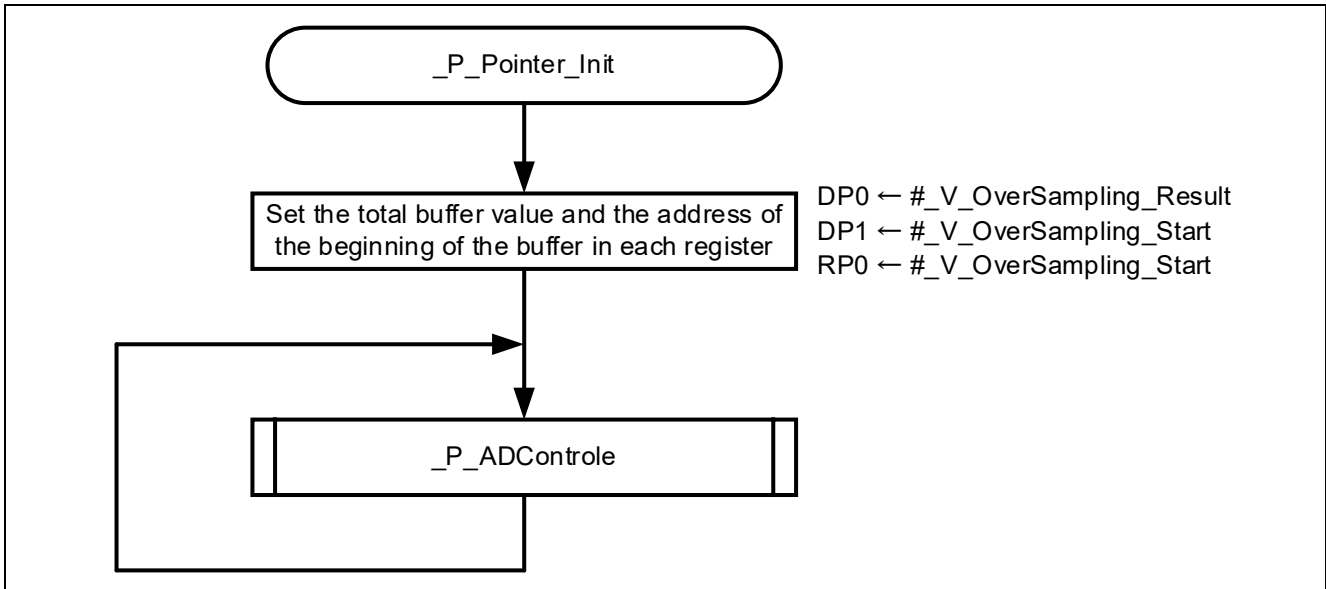 _P_Pointer_Init
Set the total buffer value and the address of
the beginning of the buffer in each register
DP0 ← #_V_OverSampling_Result
DP1 ← #_V_OverSampling_Start
RP0 ← #_V_OverSampling_Start
_P_ADControle